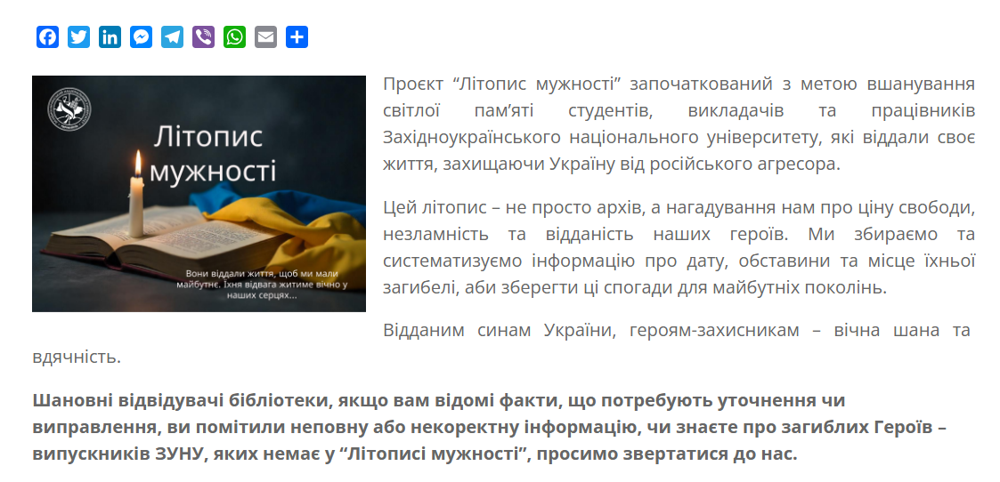 Літопис
мужності
Вони віддали життя, щоб ми мали
майбутнє. Їхня відвага житиме вічно у
наших серцях...
Проєкт “Літопис мужності” започаткований з метою вшанування
світлої пам’яті студентів, викладачів та працівників
Західноукраїнського національного університету, які віддали своє
життя, захищаючи Україну від російського агресора.
Цей літопис – не просто архів, а нагадування нам про ціну свободи,
незламність та відданість наших героїв. Ми збираємо та
систематизуємо інформацію про дату, обставини та місце їхньої
загибелі, аби зберегти ці спогади для майбутніх поколінь.
Відданим синам України, героям-захисникам – вічна шана та
вдячність.
Шановні відвідувачі бібліотеки, якщо вам відомі факти, що потребують уточнення чи
виправлення, ви помітили неповну або некоректну інформацію, чи знаєте про загиблих Героїв –
випускників ЗУНУ, яких немає у “Літописі мужності”, просимо звертатися до нас.